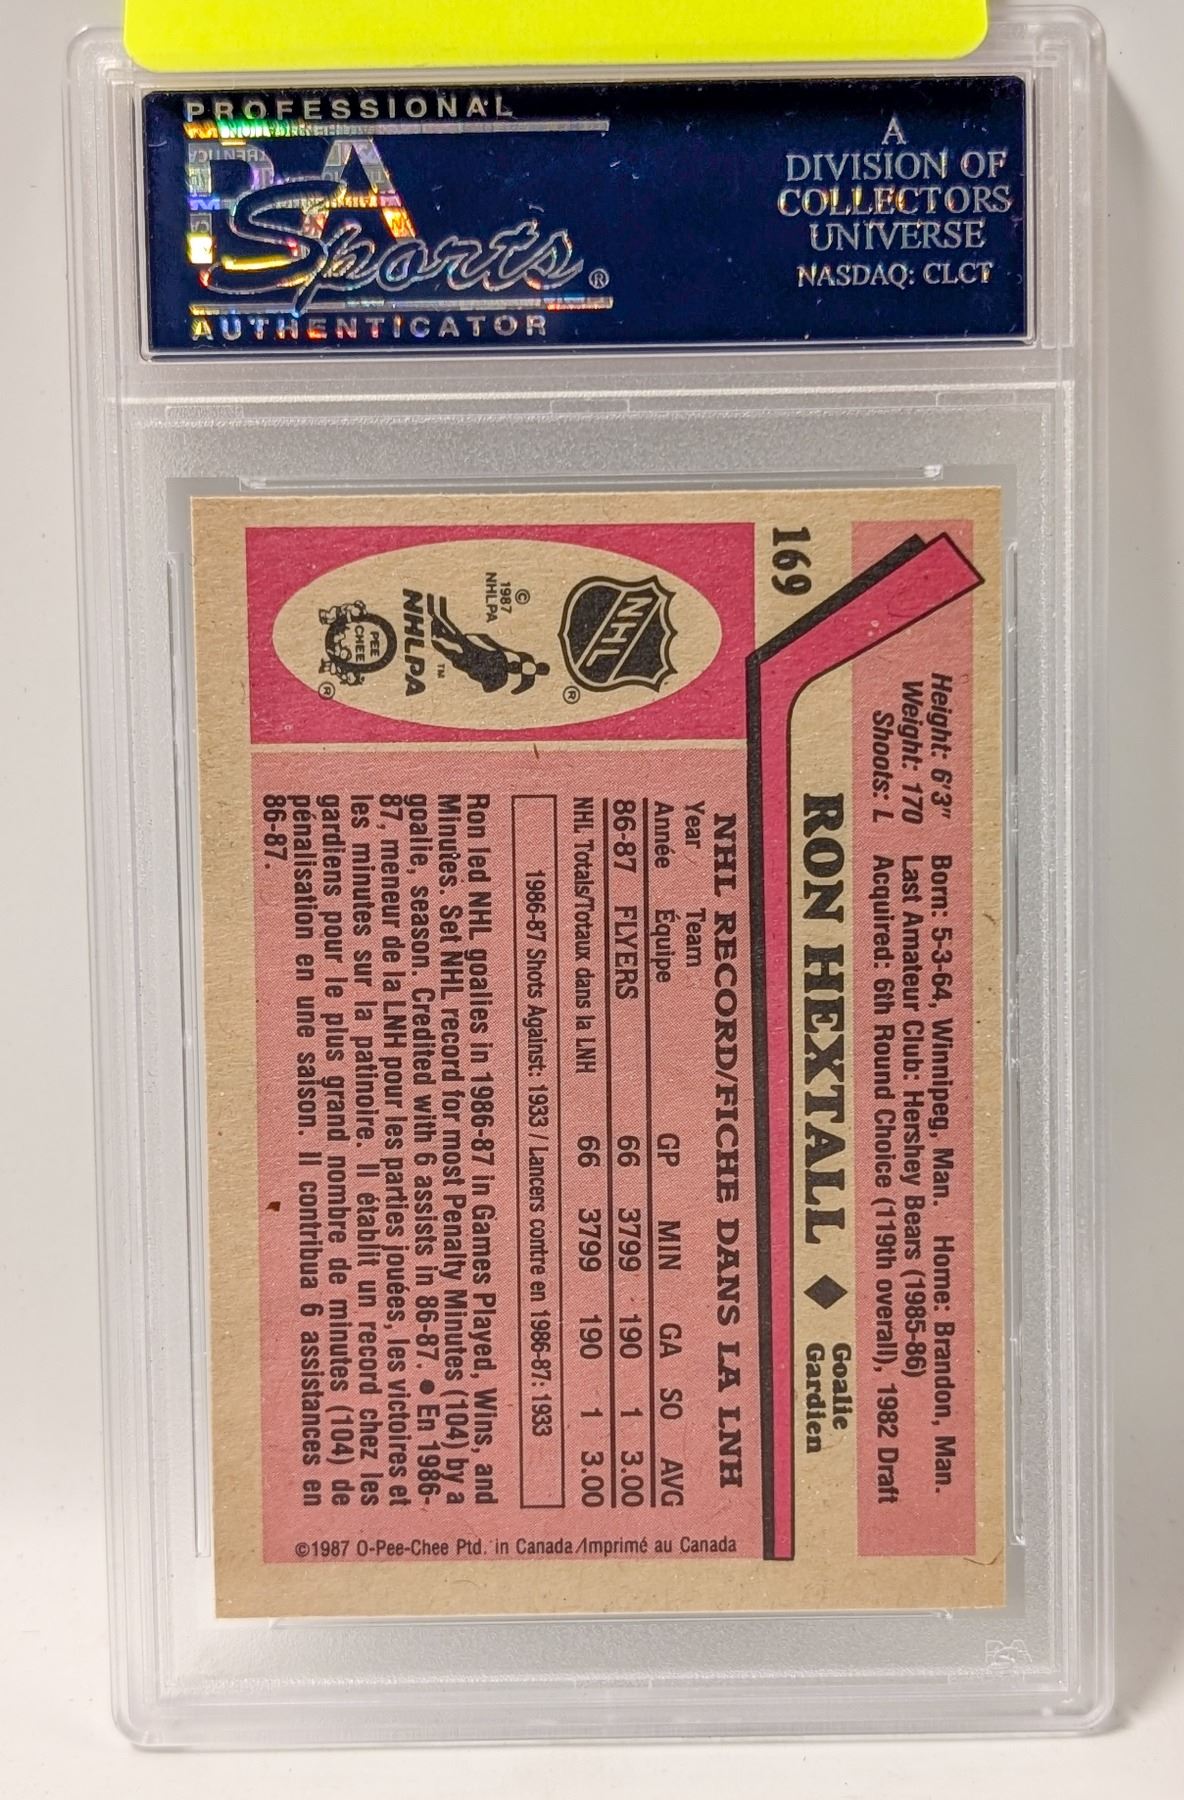 PROFESSIONAL
PSA
Sports®
AUTHENTICATOR
A
DIVISION OF
COLLECTORS
UNIVERSE
NASDAQ: CLCT
169
Height: 6'3"
Weight: 170
Shoots: L
Born: 5-3-64, Winnipeg, Man. Home: Brandon, Man.
Last Amateur Club: Hershey Bears (1985-86)
Acquired: 6th Round Choice (119th overall), 1982 Draft
RON HEXTALL ♦
Goalie
Gardien
NHL
®
© 1987
NHLPA
™
NHLPA
O PEE
CHEE
®
NHL RECORD/FICHE DANS LA LNH
Year Team
Année Équipe GP MIN GA SO AVG
86-87 FLYERS 66 3799 190 1 3.00
NHL Totals/Totaux dans la LNH 66 3799 190 1 3.00
1986-87 Shots Against: 1933 / Lancers contre en 1986-87: 1933
Ron led NHL goalies in 1986-87 in Games Played, Wins, and
Minutes. Set NHL record for most Penalty Minutes (104) by a
goalie, season. Credited with 6 assists in 86-87. • En 1986-
87, meneur de la LNH pour les parties jouées, les victoires et
les minutes sur la patinoire. Il établit un record chez les
gardiens pour le plus grand nombre de minutes (104) de
pénalisation en une saison. Il contribua 6 assistances en
86-87.
©1987 O-Pee-Chee Ptd. in Canada/Imprimé au Canada
PSA